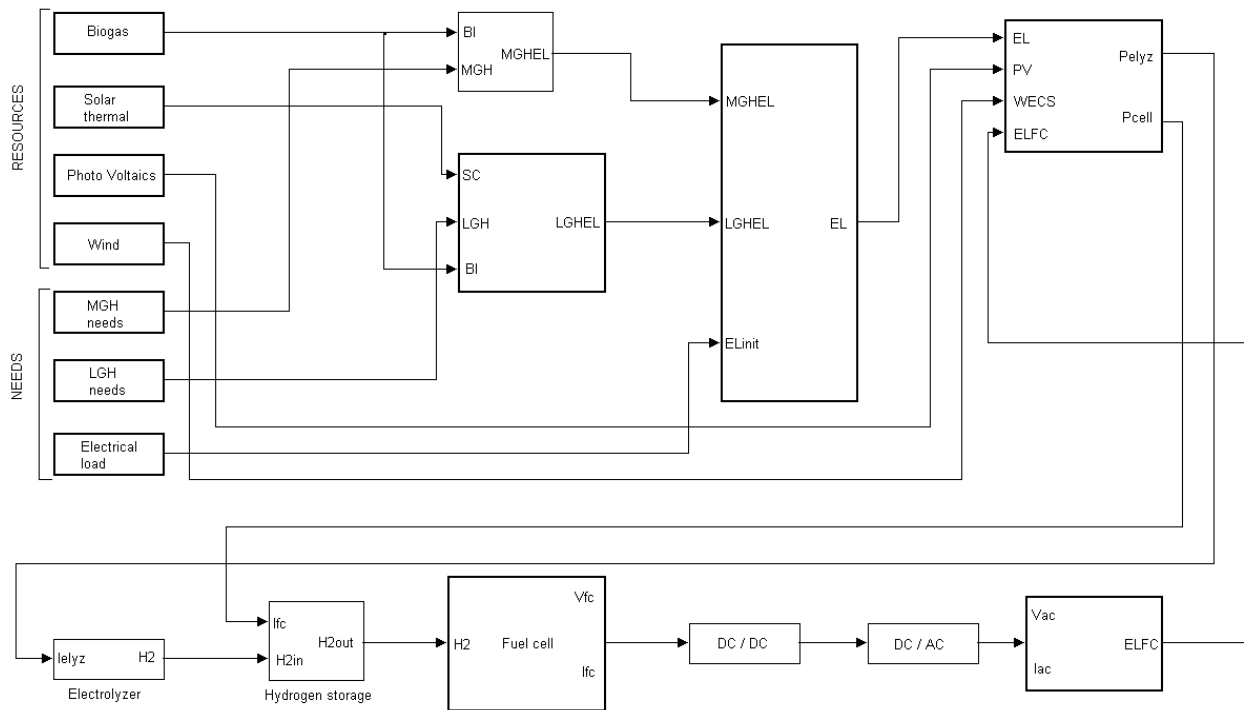 RESOURCES
Biogas
Solar
thermal
Photo Voltaics
Wind
NEEDS
MGH
needs
LGH
needs
Electrical
load
BI
MGH
MGHEL
SC
LGH
BI
LGHEL
MGHEL
LGHEL
ELinit
EL
EL
PV
WECS
ELFC
Pelyz
Pcell
Ielyz
H2
Electrolyzer
Ifc
H2in
H2out
Hydrogen storage
H2
Fuel cell
Vfc
Ifc
DC / DC
DC / AC
Vac
Iac
ELFC